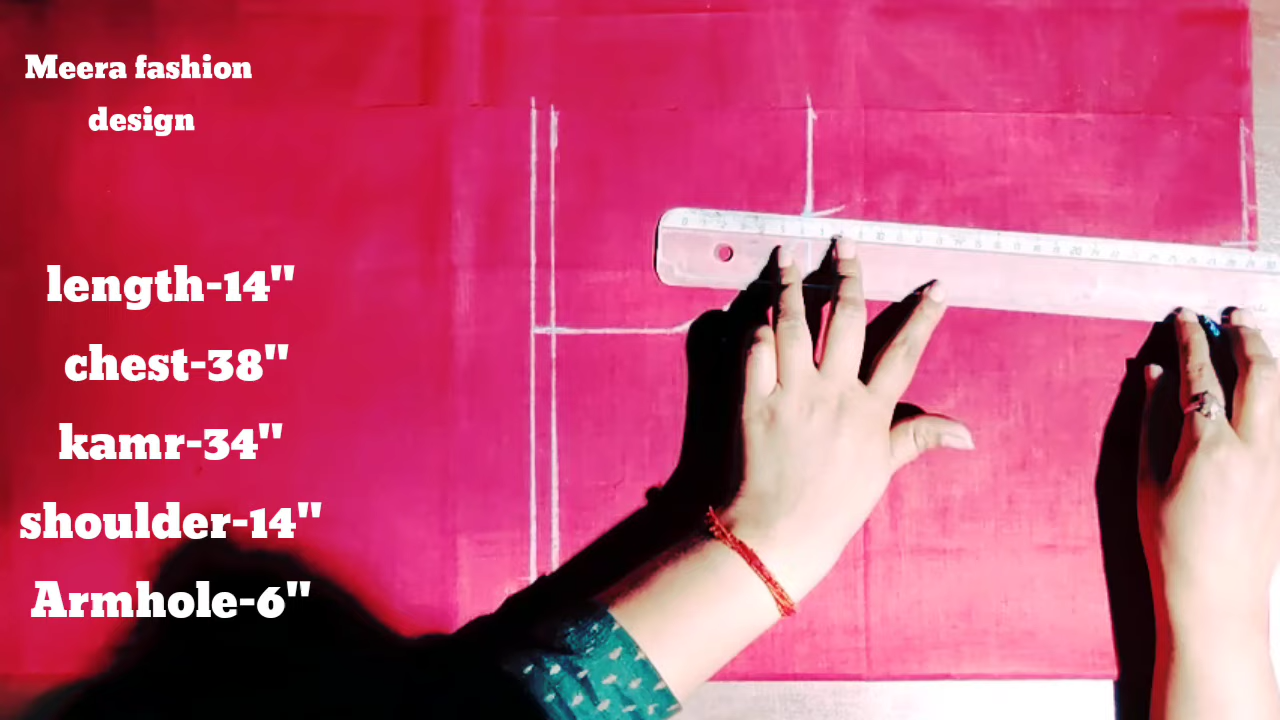 Meera fashion
design
length-14"
chest-38"
kamr-34"
shoulder-14"
Armhole-6"